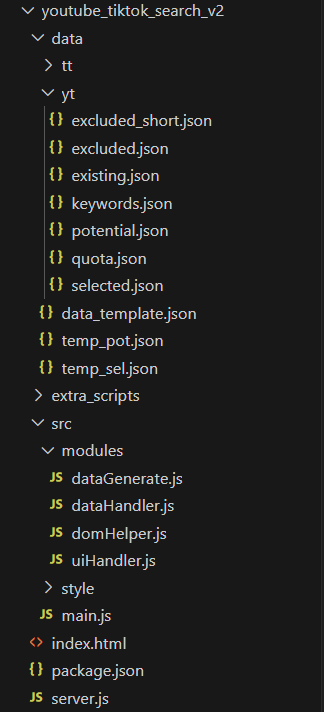 youtube_tiktok_search_v2
data
tt
yt
{} excluded_short.json
{} excluded.json
{} existing.json
{} keywords.json
{} potential.json
{} quota.json
{} selected.json
{} data_template.json
{} temp_pot.json
{} temp_sel.json
extra_scripts
src
modules
JS dataGenerate.js
JS dataHandler.js
JS domHelper.js
JS uiHandler.js
style
JS main.js
<> index.html
{} package.json
JS server.js